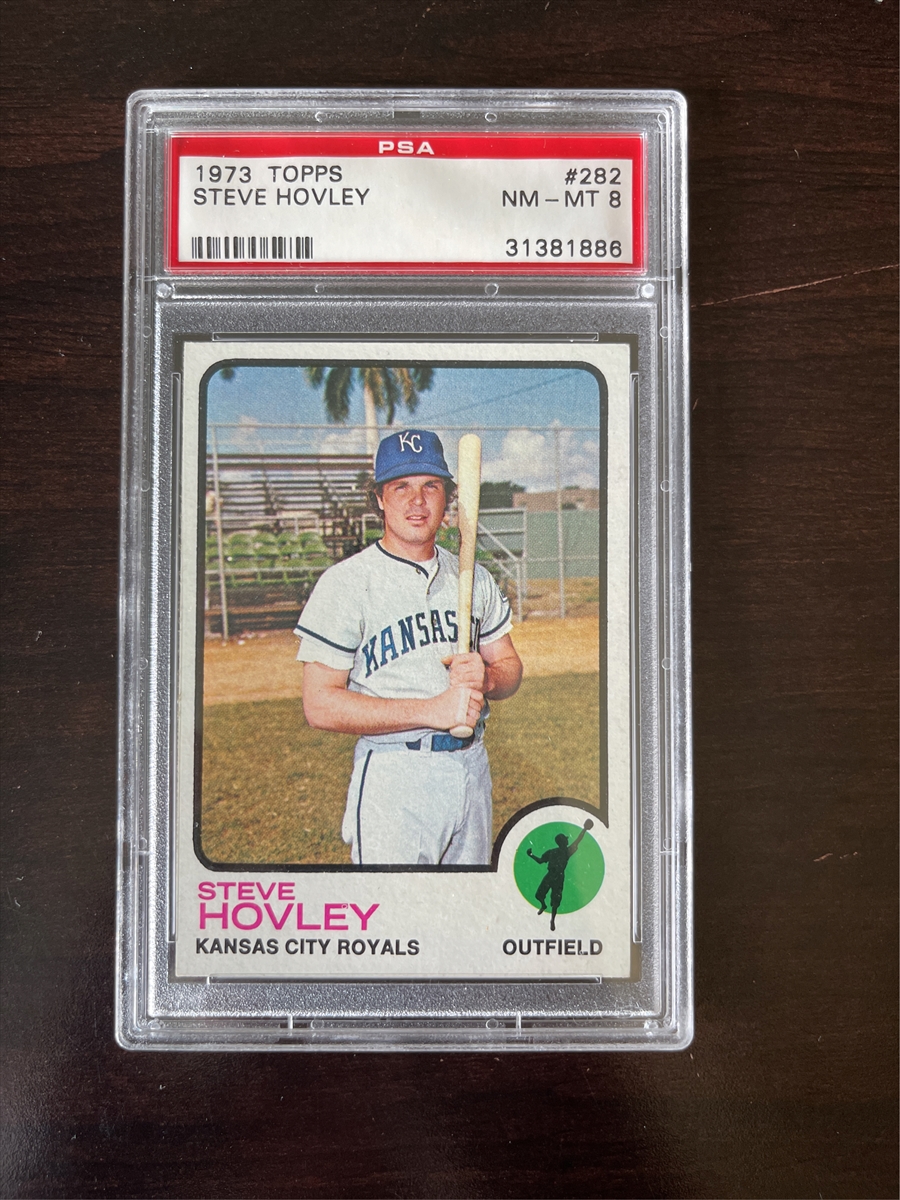 PSA
1973 TOPPS #282
STEVE HOVLEY NM - MT 8
31381886
KC
KANSAS
STEVE
HOVLEY
KANSAS CITY ROYALS OUTFIELD